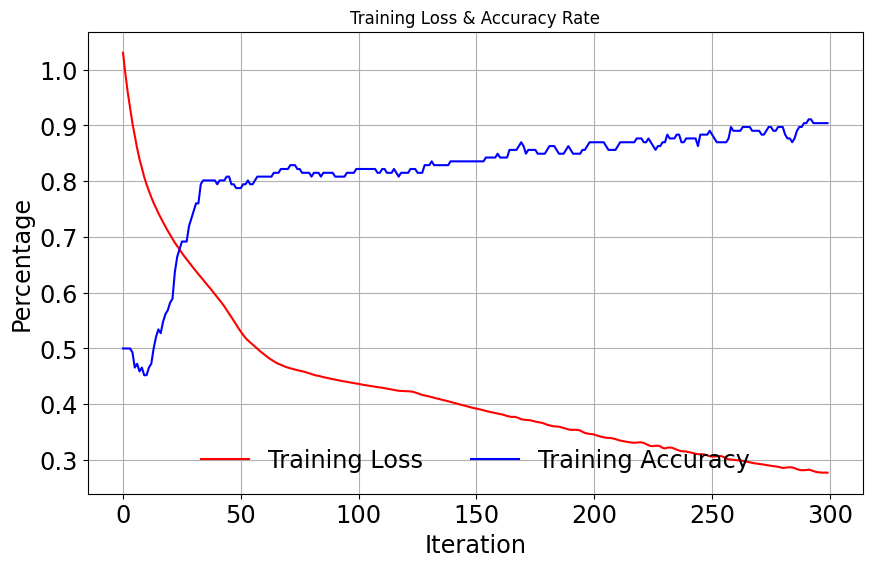 Training Loss & Accuracy Rate
1.0
0.9
0.8
0.7
0.6
0.5
0.4
0.3
Percentage
Training Loss Training Accuracy
0 50 100 150 200 250 300
Iteration